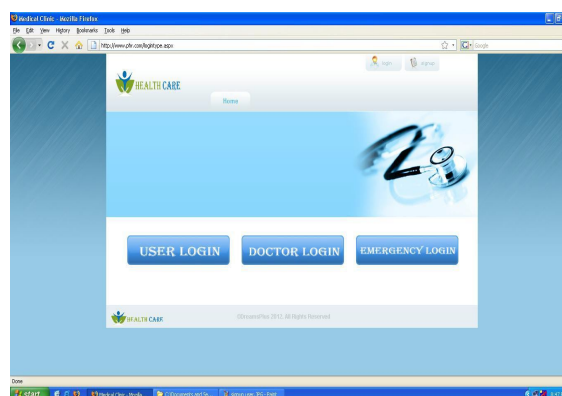 Medical Clinic - Mozilla Firefox
File Edit View History Bookmarks Tools Help
http://www.phr.com/logintype.aspx
Google
login signup
HEALTH CARE
Home
USER LOGIN DOCTOR LOGIN EMERGENCY LOGIN
HEALTH CARE
2012. All Rights Reserved
Done
start Medical Clinic - Mozilla